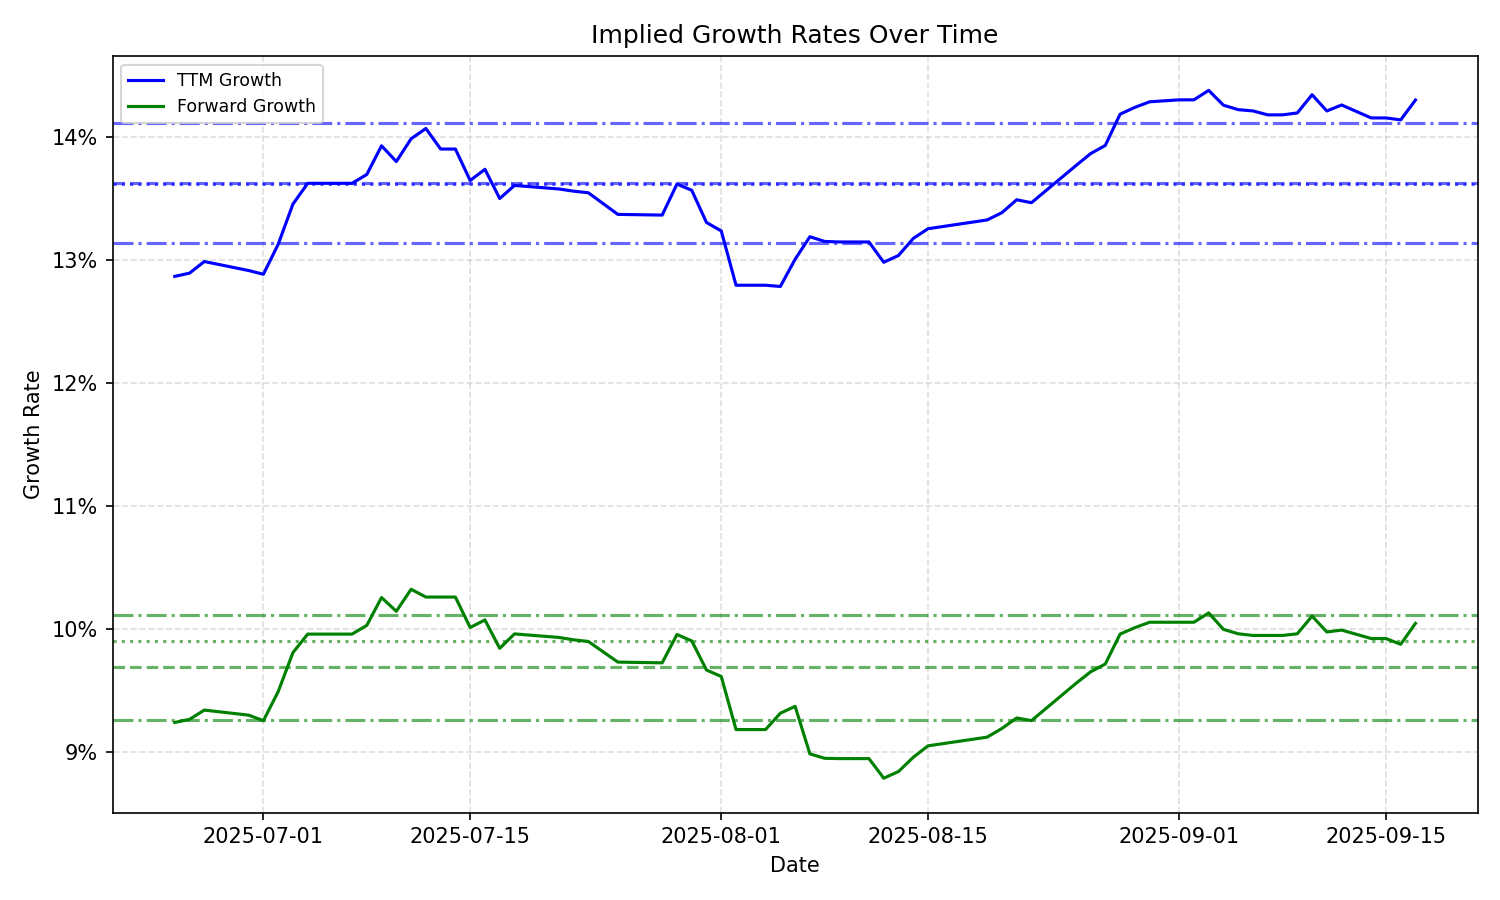 Implied Growth Rates Over Time
TTM Growth
Forward Growth
14%
13%
12%
11%
10%
9%
Growth Rate
2025-07-01
2025-07-15
2025-08-01
2025-08-15
2025-09-01
2025-09-15
Date